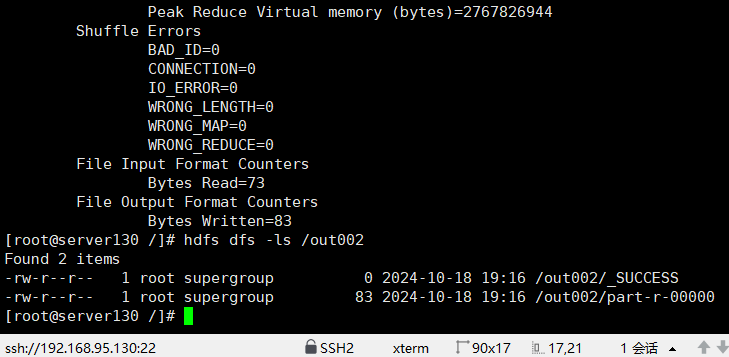 Peak Reduce Virtual memory (bytes)=2767826944
Shuffle Errors
BAD_ID=0
CONNECTION=0
IO_ERROR=0
WRONG_LENGTH=0
WRONG_MAP=0
WRONG_REDUCE=0
File Input Format Counters
Bytes Read=73
File Output Format Counters
Bytes Written=83
[root@server130 /]# hdfs dfs -ls /out002
Found 2 items
-rw-r--r--   1 root supergroup          0 2024-10-18 19:16 /out002/_SUCCESS
-rw-r--r--   1 root supergroup         83 2024-10-18 19:16 /out002/part-r-00000
[root@server130 /]#
ssh://192.168.95.130:22 SSH2 xterm 90x17 17,21 1 会话